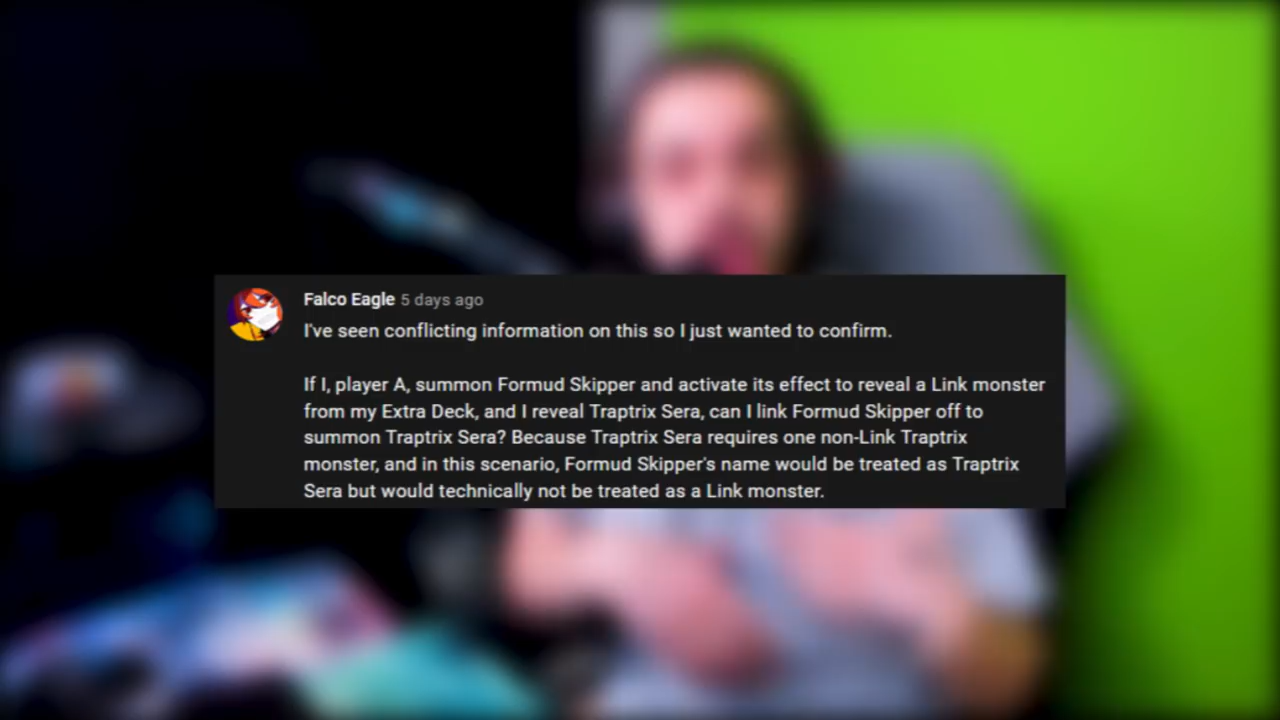 Falco Eagle 5 days ago
I've seen conflicting information on this so I just wanted to confirm.
If I, player A, summon Formud Skipper and activate its effect to reveal a Link monster
from my Extra Deck, and I reveal Traptrix Sera, can I link Formud Skipper off to
summon Traptrix Sera? Because Traptrix Sera requires one non-Link Traptrix
monster, and in this scenario, Formud Skipper's name would be treated as Traptrix
Sera but would technically not be treated as a Link monster.